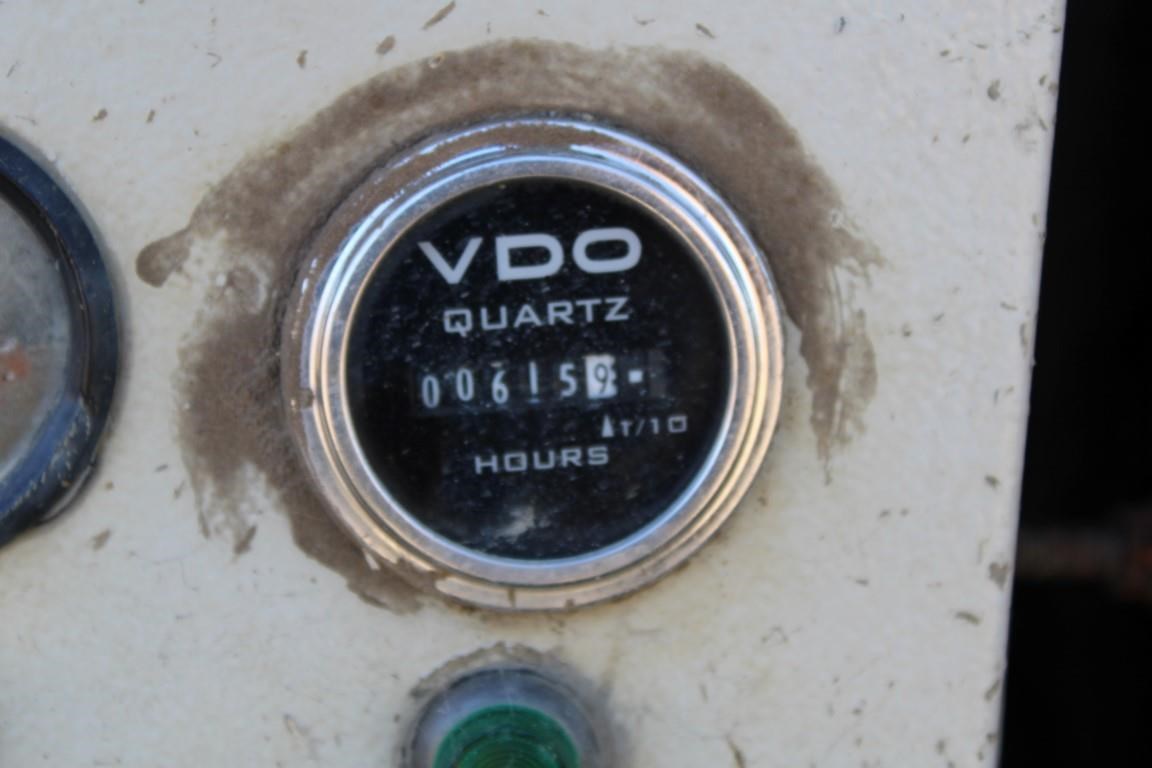 VDO
QUARTZ
006159
1/10
HOURS